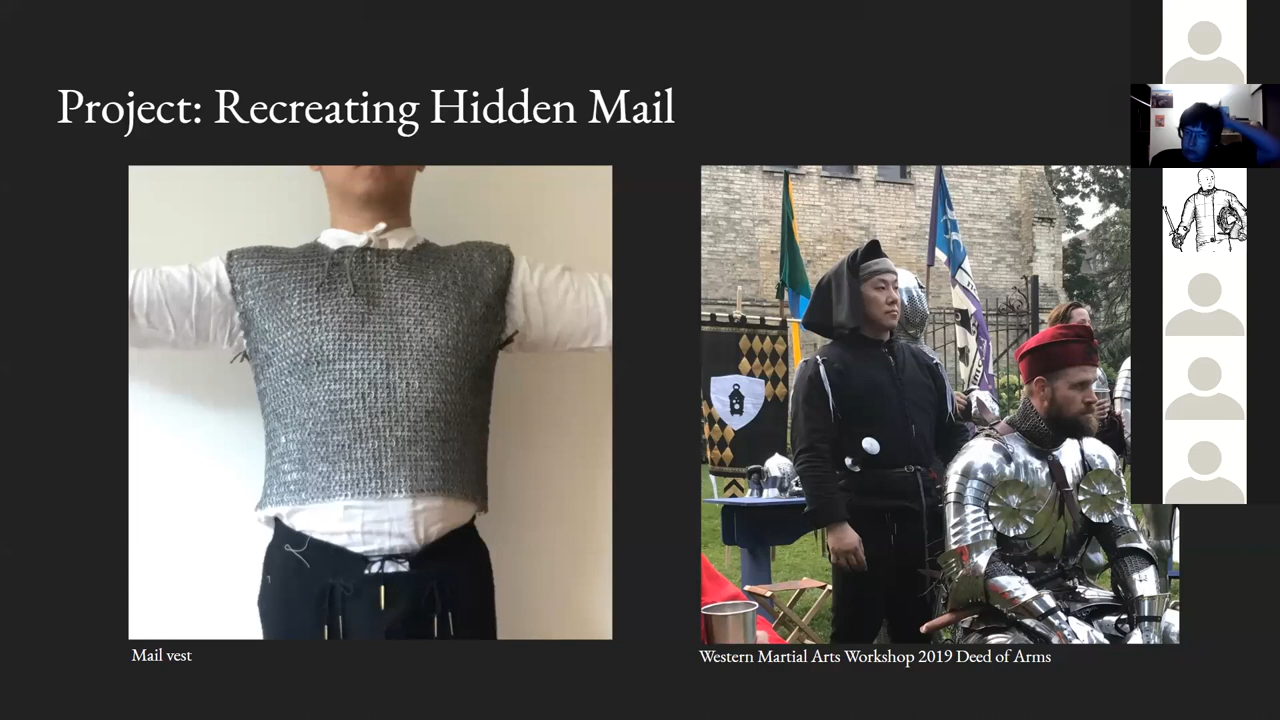 Project: Recreating Hidden Mail
Mail vest
Western Martial Arts Workshop 2019 Deed of Arms